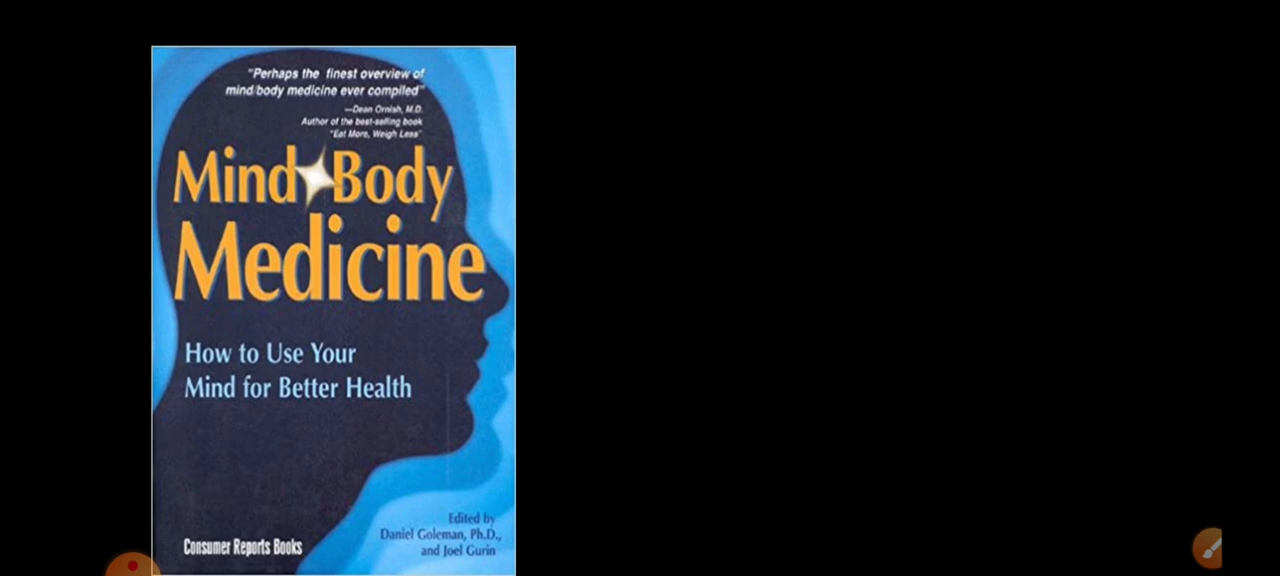 "Perhaps the finest overview of
mind/body medicine ever compiled"
—Dean Ornish, M.D.
Author of the best-selling book
"Eat More, Weigh Less"
Mind Body
Medicine
How to Use Your
Mind for Better Health
Edited by
Daniel Goleman, Ph.D.,
and Joel Gurin
Consumer Reports Books